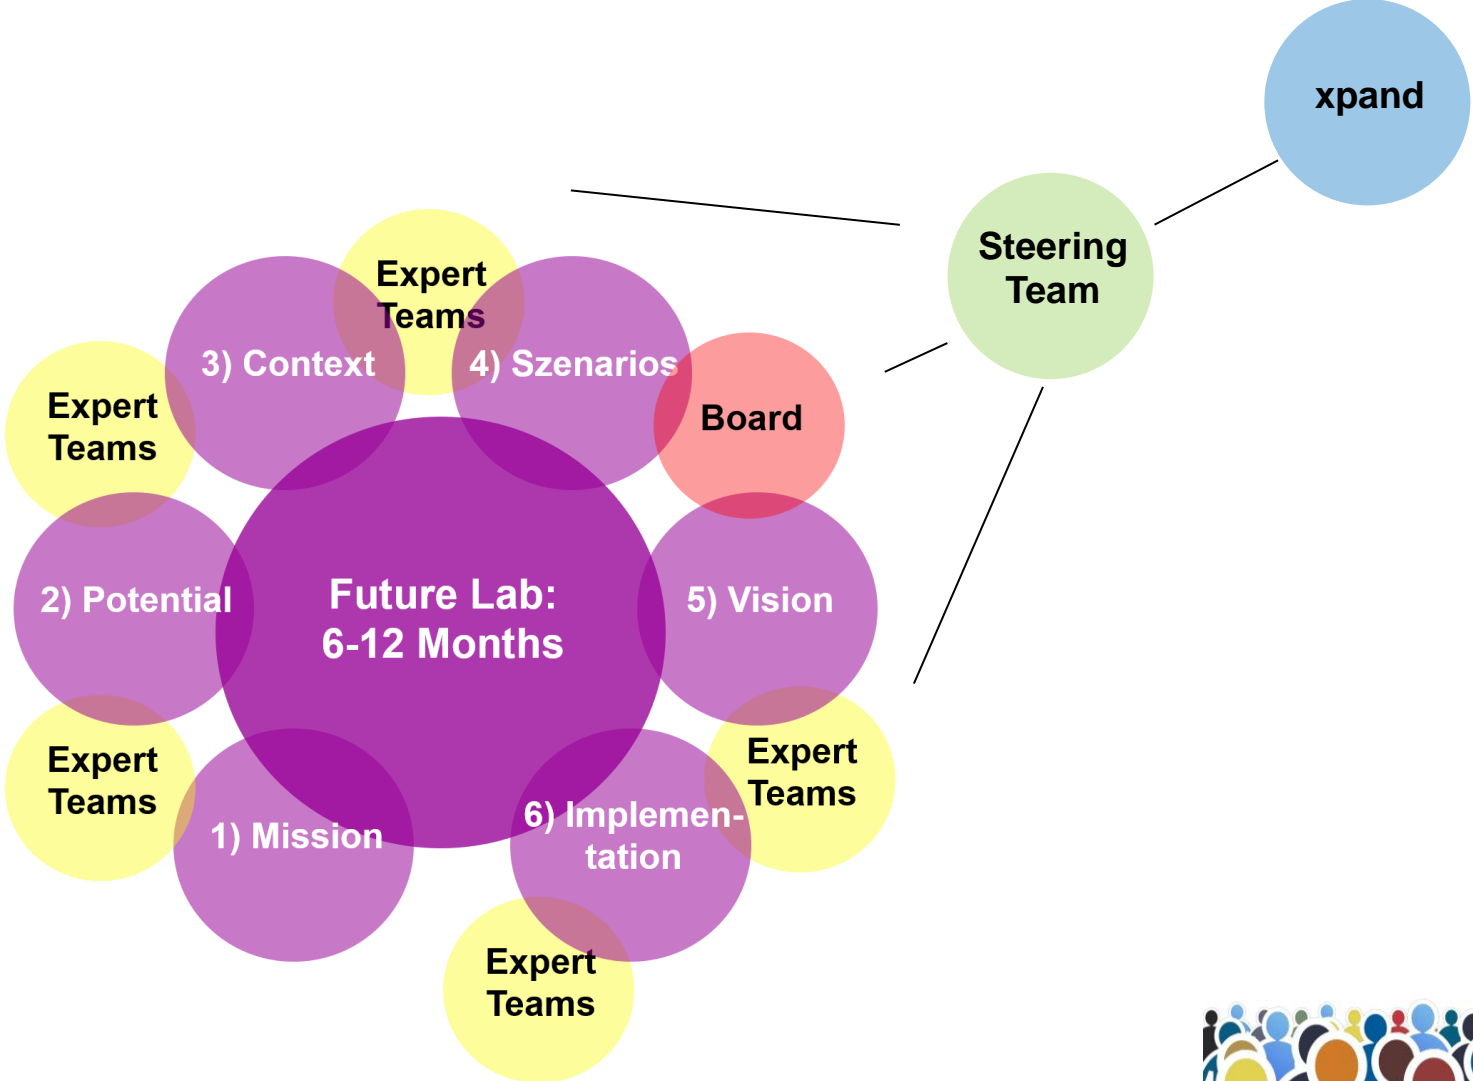 xpand
Steering
Team
Expert
Teams
3) Context
4) Szenarios
Board
Expert
Teams
Future Lab:
6-12 Months
2) Potential
5) Vision
Expert
Teams
Expert
Teams
1) Mission
6) Implemen-
tation
Expert
Teams